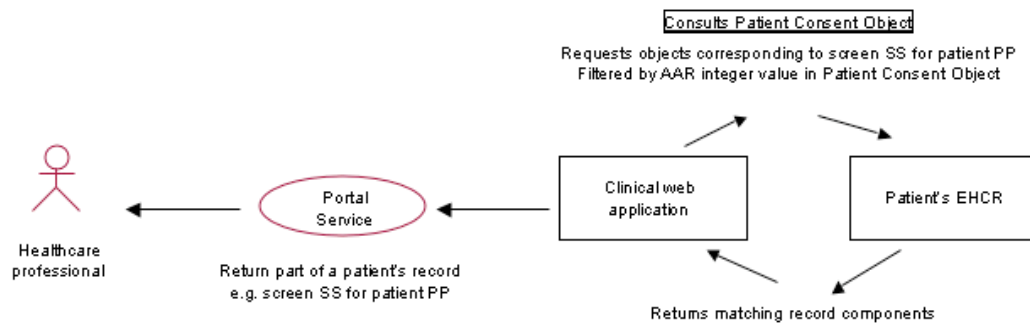 Consults Patient Consent Object
Requests objects corresponding to screen SS for patient PP
Filtered by AAR integer value in Patient Consent Object
Portal
Service
Clinical web
application
Patient's EHCR
Healthcare
professional
Return part of a patient's record
e.g. screen SS for patient PP
Returns matching record components